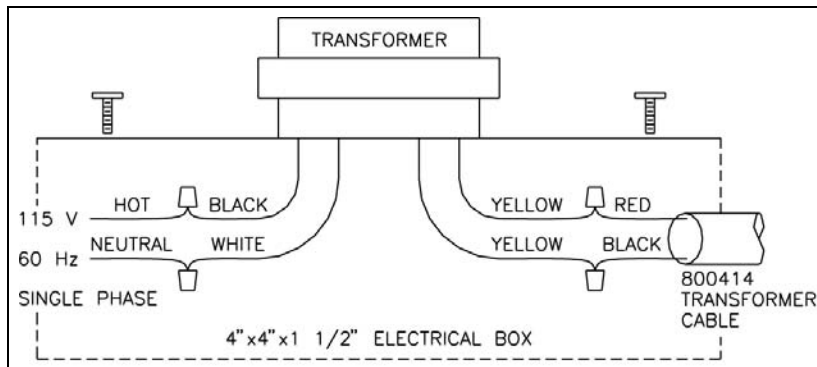 TRANSFORMER
HOT BLACK YELLOW RED
115 V
NEUTRAL WHITE YELLOW BLACK
60 Hz
SINGLE PHASE
800414
TRANSFORMER
CABLE
4"x4"x1 1/2" ELECTRICAL BOX